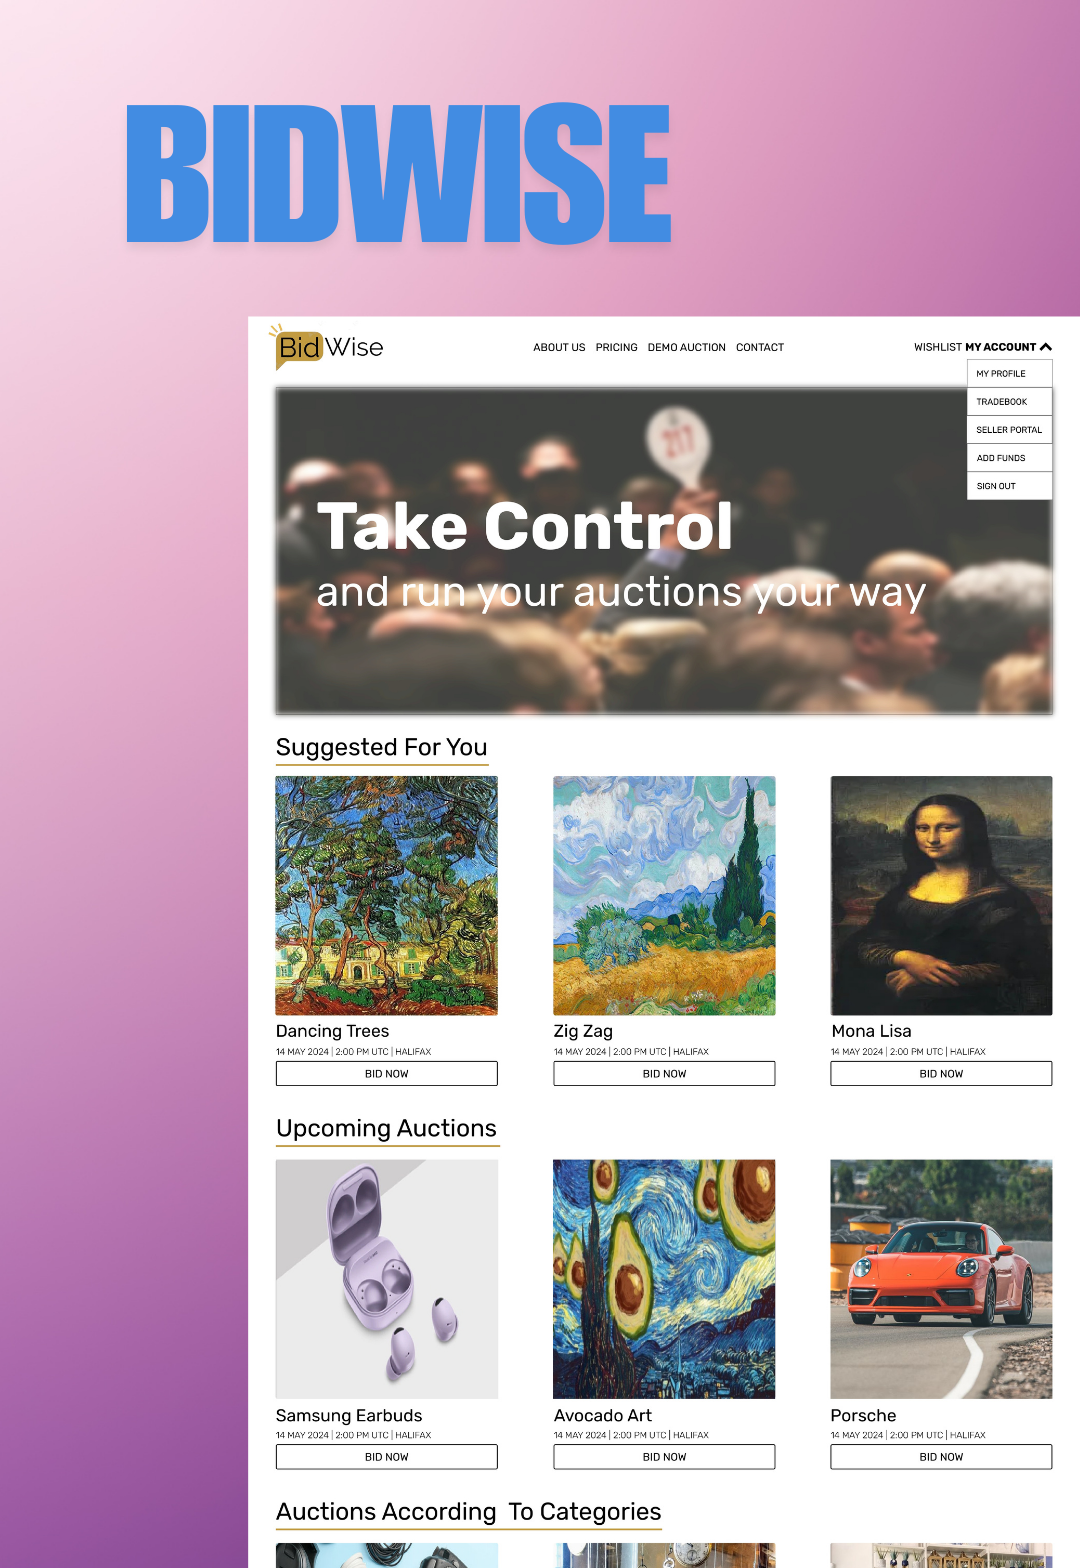 BIDWISE
Bid Wise
ABOUT US PRICING DEMO AUCTION CONTACT
WISHLIST MY ACCOUNT
MY PROFILE
TRADEBOOK
SELLER PORTAL
ADD FUNDS
SIGN OUT
217
Take Control
and run your auctions your way
Suggested For You
Dancing Trees
14 MAY 2024 | 2:00 PM UTC | HALIFAX
BID NOW
Zig Zag
14 MAY 2024 | 2:00 PM UTC | HALIFAX
BID NOW
Mona Lisa
14 MAY 2024 | 2:00 PM UTC | HALIFAX
BID NOW
Upcoming Auctions
Samsung Earbuds
14 MAY 2024 | 2:00 PM UTC | HALIFAX
BID NOW
Avocado Art
14 MAY 2024 | 2:00 PM UTC | HALIFAX
BID NOW
Porsche
14 MAY 2024 | 2:00 PM UTC | HALIFAX
BID NOW
Auctions According To Categories